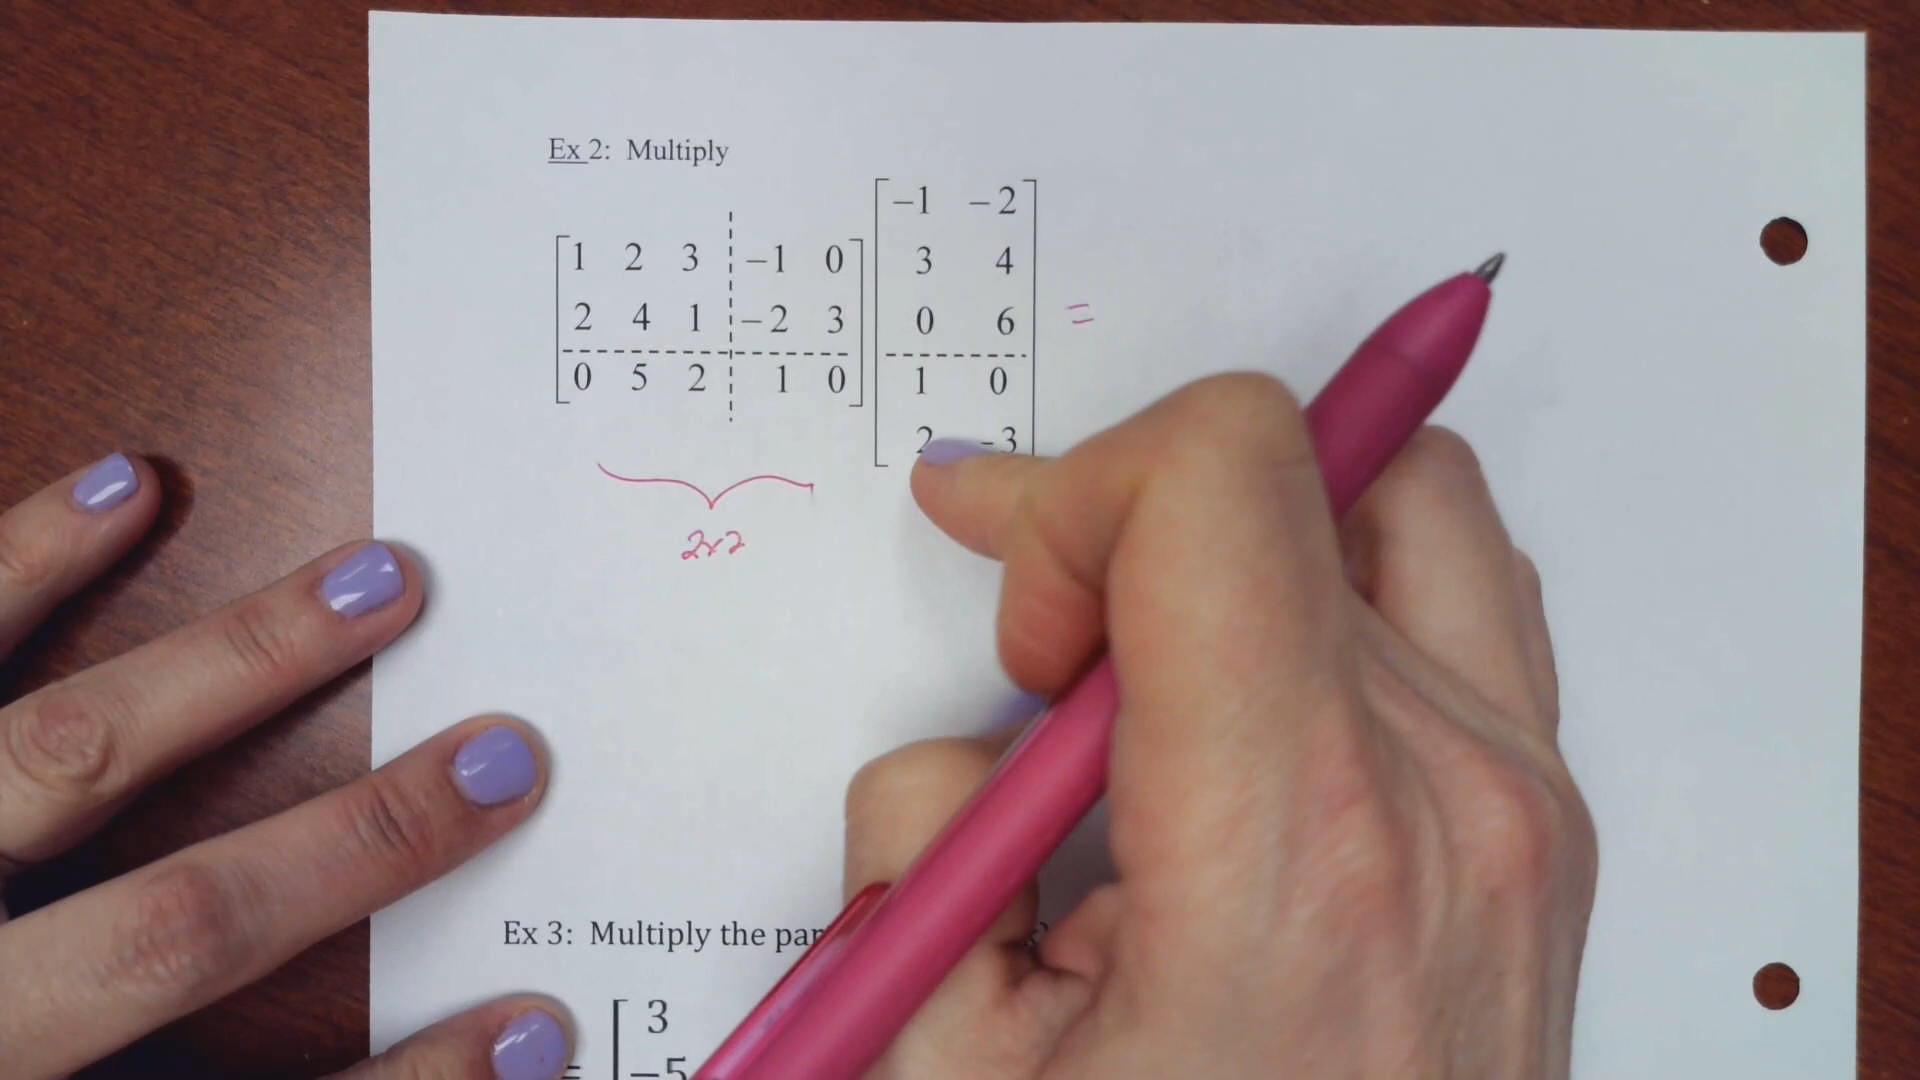 Ex 2: Multiply
−1 −2
1 2 3 −1 0 3 4
2 4 1 −2 3 0 6 =
0 5 2 1 0 1 0
2 −3
2x2
Ex 3: Multiply the
3
= −5